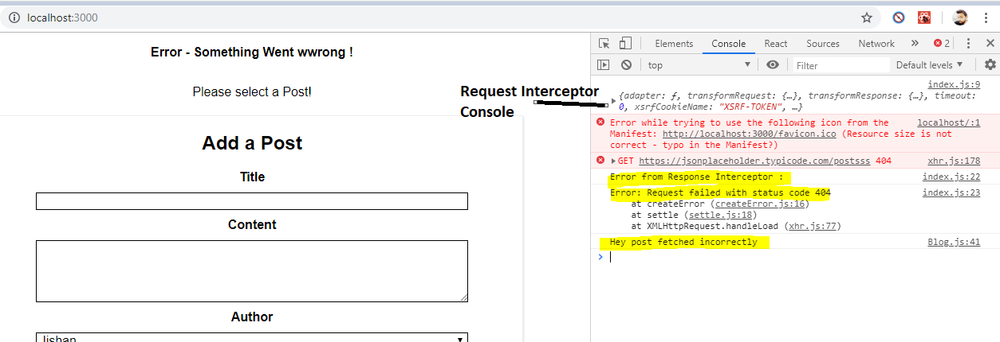 localhost:3000
Error - Something Went wwrong !
Please select a Post!
Request Interceptor
Console
Add a Post
Title
Content
Author
Elements Console React Sources Network » 2
top Filter Default levels ▼
index.js:9
{adapter: ƒ, transformRequest: {…}, transformResponse: {…}, timeout:
0, xsrfCookieName: "XSRF-TOKEN", …}
Error while trying to use the following icon from the localhost/:1
Manifest: http://localhost:3000/favicon.ico (Resource size is not
correct - typo in the Manifest?)
GET https://jsonplaceholder.typicode.com/postsss 404 xhr.js:178
Error from Response Interceptor : index.js:22
Error: Request failed with status code 404 index.js:23
at createError (createError.js:16)
at settle (settle.js:18)
at XMLHttpRequest.handleLoad (xhr.js:77)
Hey post fetched incorrectly Blog.js:41
>